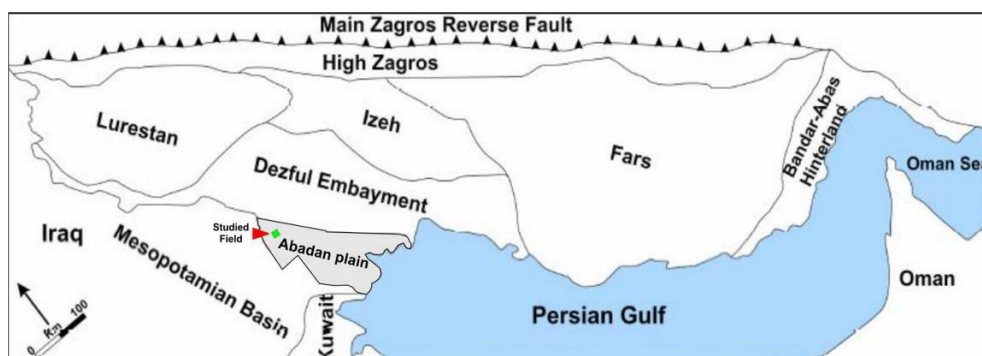 Main Zagros Reverse Fault
High Zagros
Lurestan
Izeh
Fars
Bandar-Abas
Hinterland
Oman Sea
Dezful Embayment
Studied
Field
Abadan plain
Iraq
Mesopotamian Basin
Kuwait
Persian Gulf
Oman
0
km
100